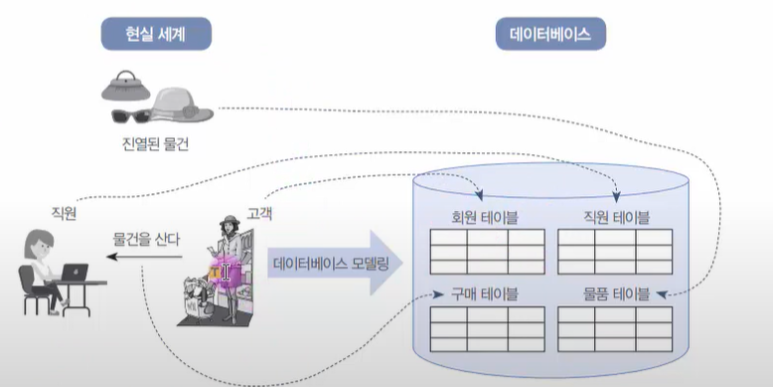 현실 세계
데이터베이스
진열된 물건
직원
고객
물건을 산다
데이터베이스 모델링
회원 테이블
직원 테이블
구매 테이블
물품 테이블